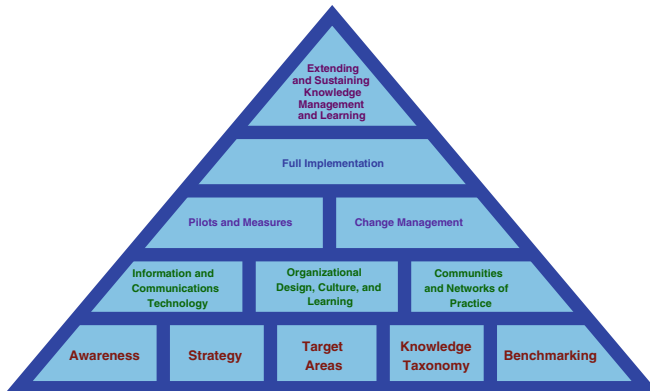 Extending
and Sustaining
Knowledge
Management
and Learning
Full Implementation
Pilots and Measures
Change Management
Information and
Communications
Technology
Organizational
Design, Culture, and
Learning
Communities
and Networks of
Practice
Awareness
Strategy
Target
Areas
Knowledge
Taxonomy
Benchmarking